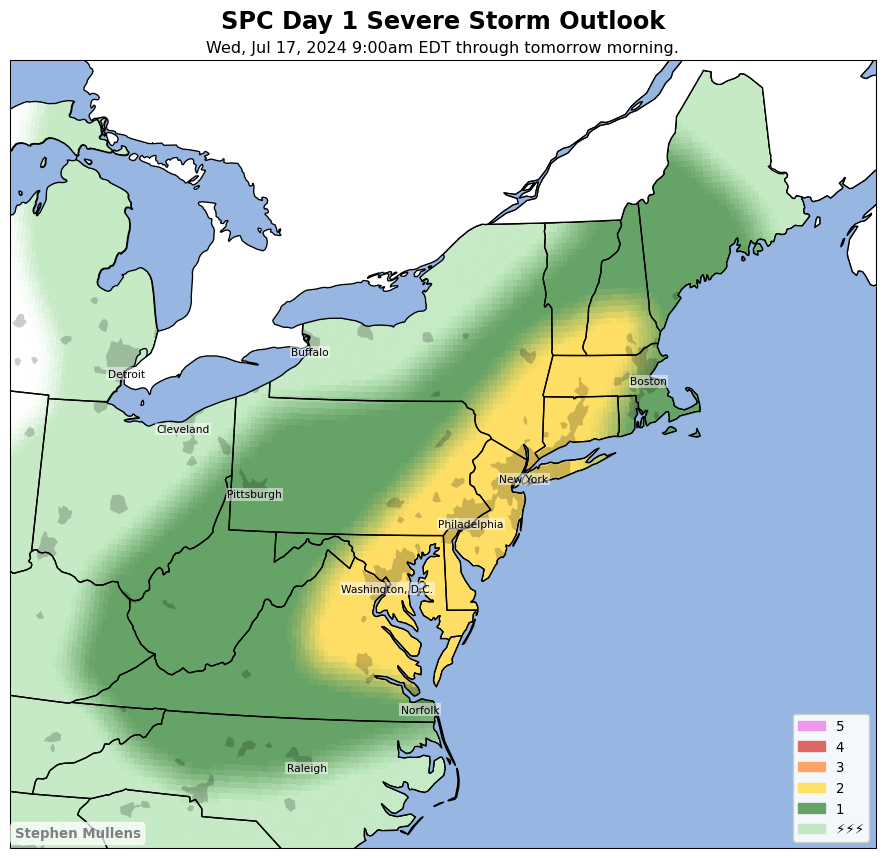 SPC Day 1 Severe Storm Outlook
Wed, Jul 17, 2024 9:00am EDT through tomorrow morning.
Buffalo
Detroit
Boston
Cleveland
New York
Pittsburgh
Philadelphia
Washington, D.C.
Norfolk
Raleigh
5
4
3
2
1
⚡⚡⚡
Stephen Mullens